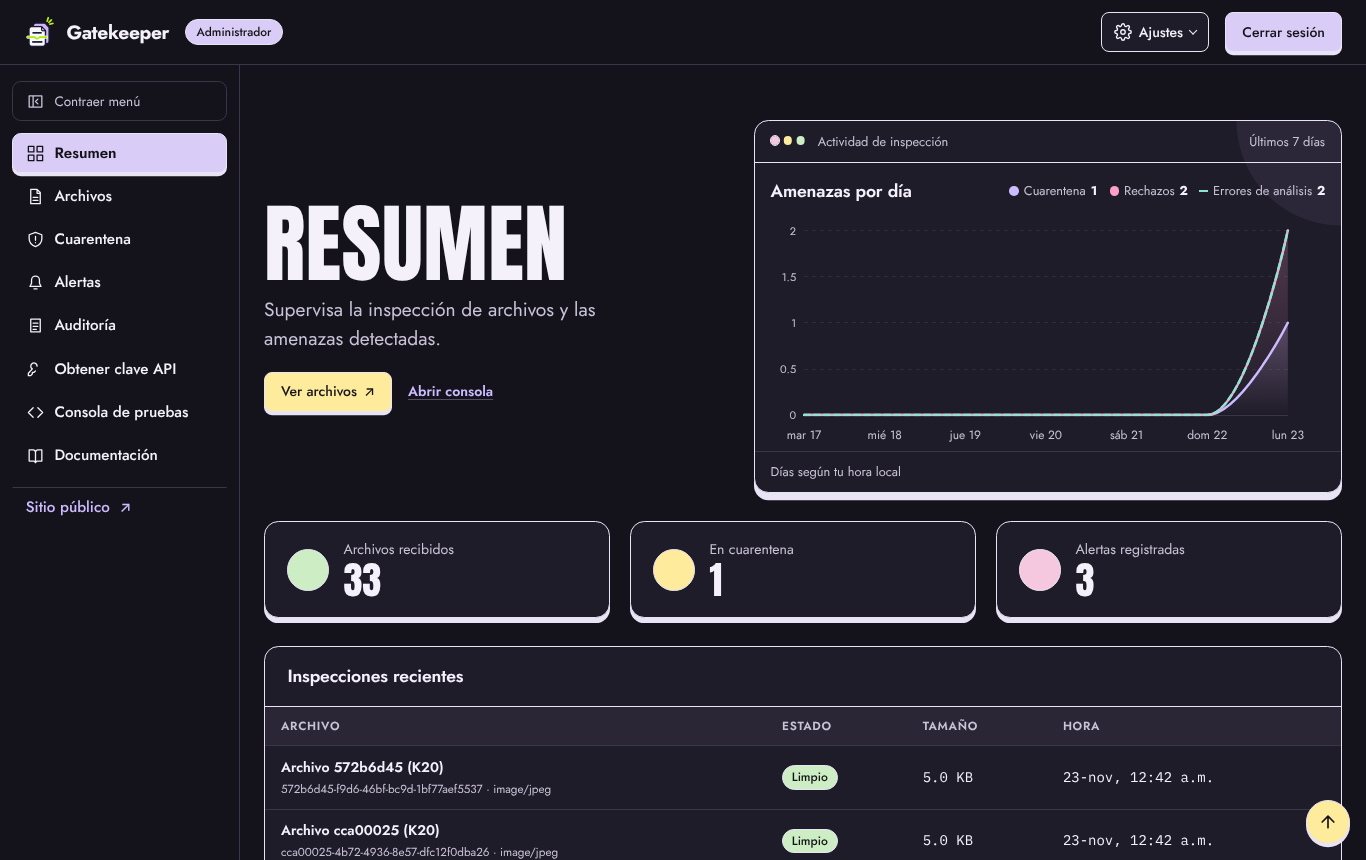 Gatekeeper
Administrador
Ajustes
Cerrar sesión
Contraer menú
Resumen
Archivos
Cuarentena
Alertas
Auditoría
Obtener clave API
Consola de pruebas
Documentación
Sitio público
RESUMEN
Supervisa la inspección de archivos y las
amenazas detectadas.
Ver archivos
Abrir consola
Actividad de inspección
Últimos 7 días
Amenazas por día
Cuarentena 1
Rechazos 2
Errores de análisis 2
2
1.5
1
0.5
0
mar 17 mié 18 jue 19 vie 20 sáb 21 dom 22 lun 23
Días según tu hora local
Archivos recibidos
33
En cuarentena
1
Alertas registradas
3
Inspecciones recientes
ARCHIVO ESTADO TAMAÑO HORA
Archivo 572b6d45 (K20)
572b6d45-f9d6-46bf-bc9d-1bf77aef5537 · image/jpeg
Limpio
5.0 KB
23-nov, 12:42 a.m.
Archivo cca00025 (K20)
cca00025-4b72-4936-8e57-dfc12f0dba26 · image/jpeg
Limpio
5.0 KB
23-nov, 12:42 a.m.